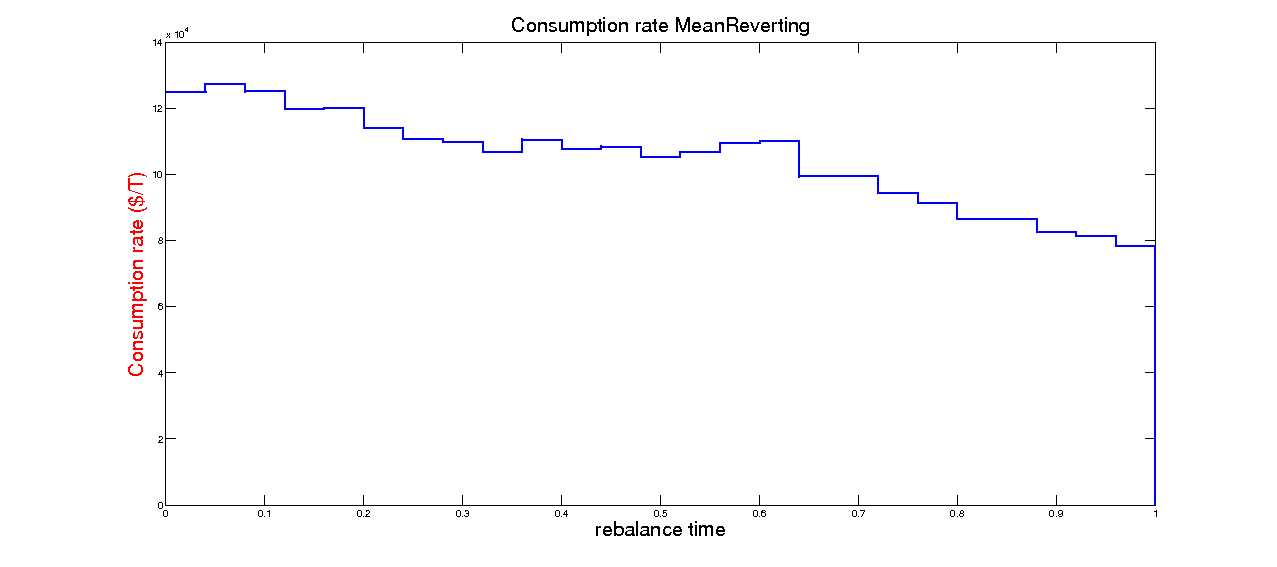 Consumption rate MeanReverting
x 10^4
14
12
10
8
6
4
2
0
Consumption rate ($/T)
0 0.1 0.2 0.3 0.4 0.5 0.6 0.7 0.8 0.9 1
rebalance time